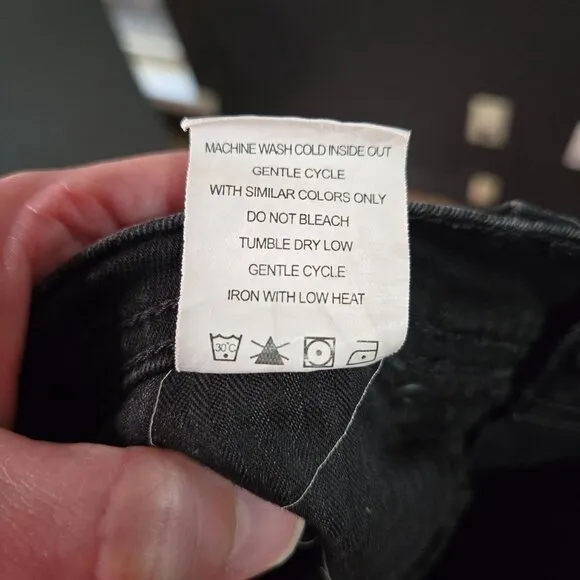 MACHINE WASH COLD INSIDE OUT
GENTLE CYCLE
WITH SIMILAR COLORS ONLY
DO NOT BLEACH
TUMBLE DRY LOW
GENTLE CYCLE
IRON WITH LOW HEAT
30°C